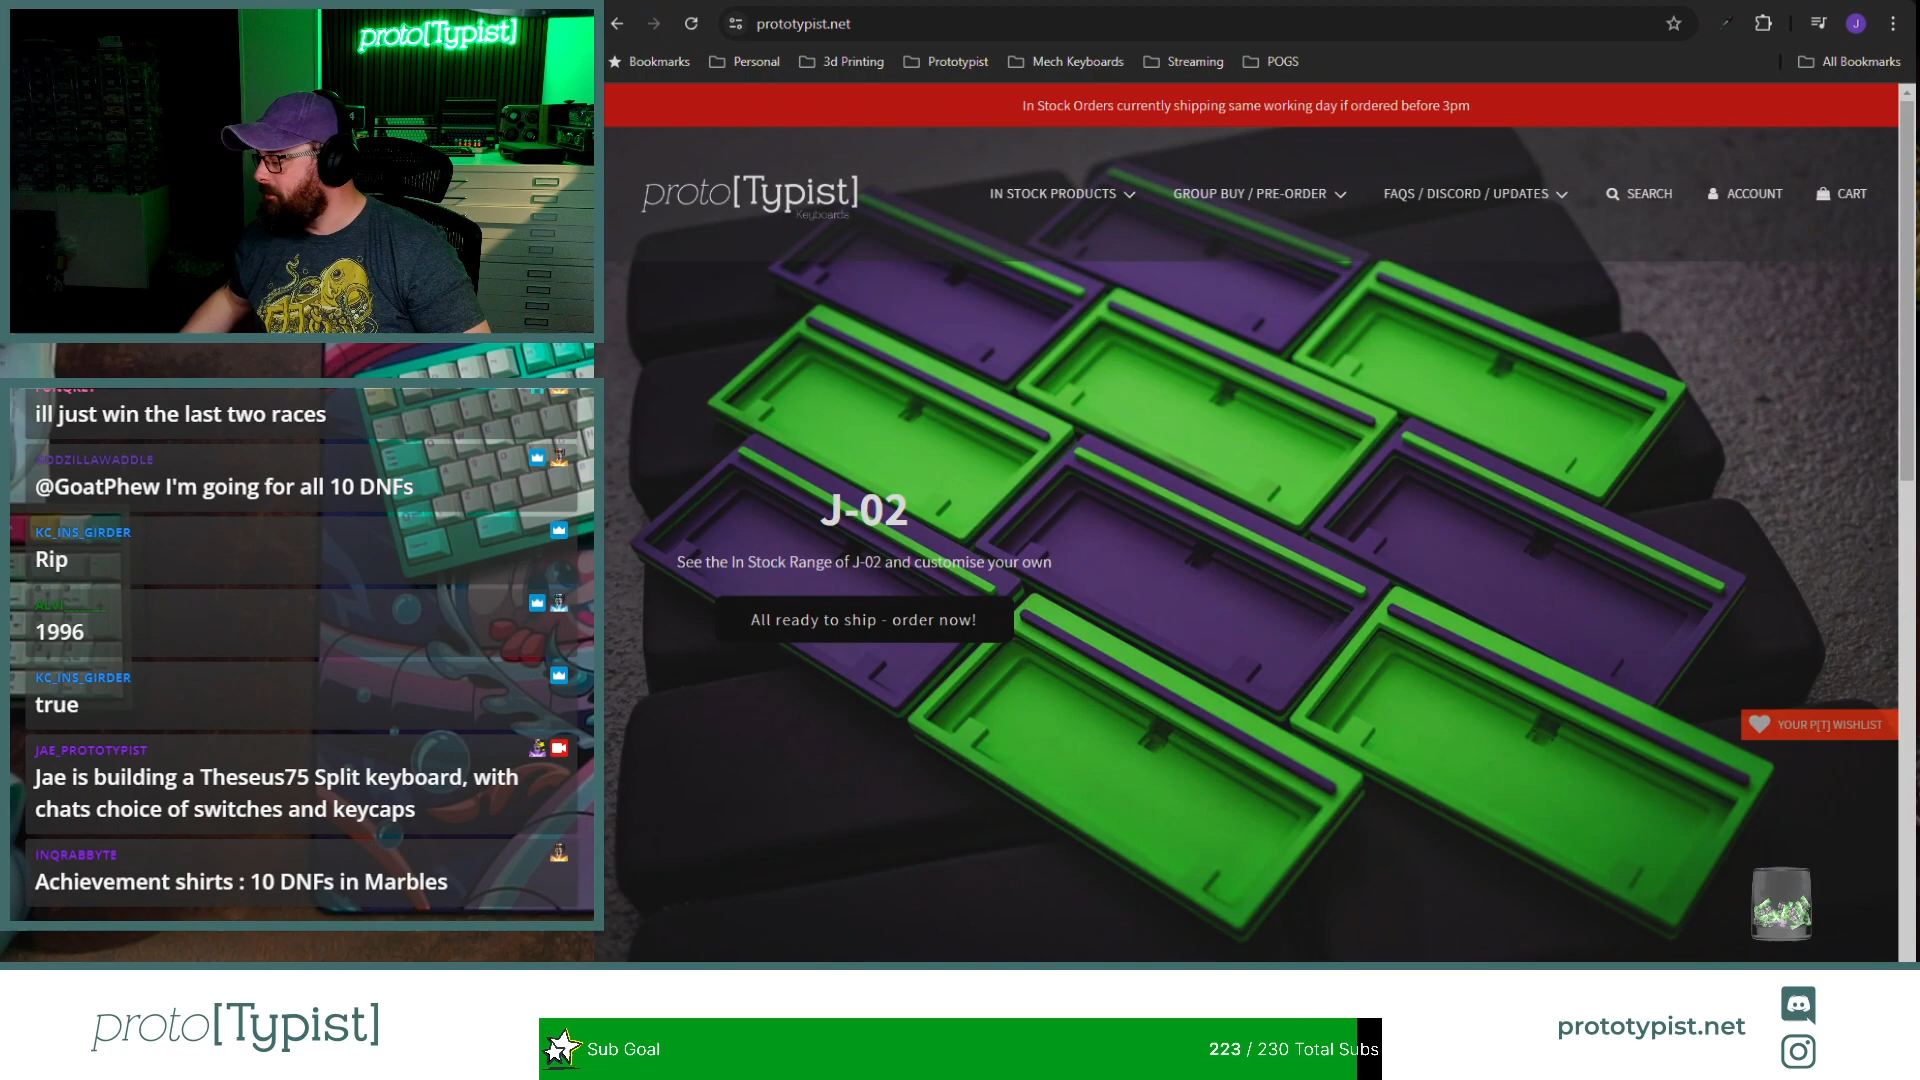 proto[Typist]
prototypist.net
Bookmarks
Personal
3d Printing
Prototypist
Mech Keyboards
Streaming
POGS
All Bookmarks
J
In Stock Orders currently shipping same working day if ordered before 3pm
proto[Typist]
Keyboards
IN STOCK PRODUCTS
GROUP BUY / PRE-ORDER
FAQS / DISCORD / UPDATES
SEARCH
ACCOUNT
CART
J-02
See the In Stock Range of J-02 and customise your own
All ready to ship - order now!
YOUR P[T] WISHLIST
ill just win the last two races
GODZILLAWADDLE
@GoatPhew I'm going for all 10 DNFs
KC_INS_GIRDER
Rip
1996
KC_INS_GIRDER
true
JAE_PROTOTYPIST
Jae is building a Theseus75 Split keyboard, with
chats choice of switches and keycaps
INQRABBYTE
Achievement shirts : 10 DNFs in Marbles
proto[Typist]
Sub Goal
223 / 230 Total Subs
prototypist.net